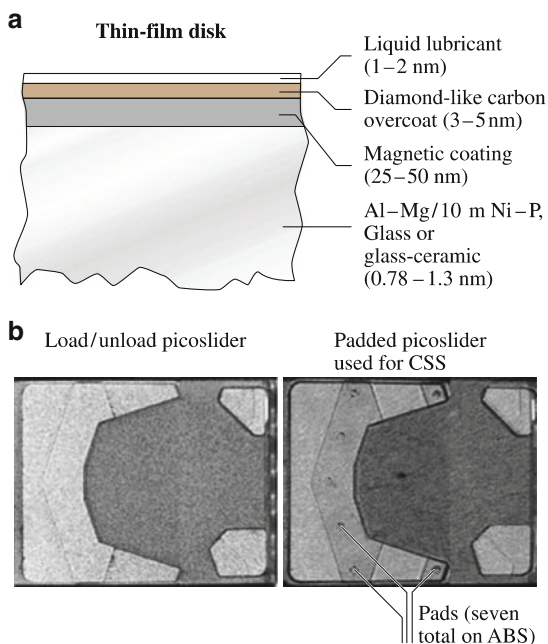 a
Thin-film disk
Liquid lubricant
(1–2 nm)
Diamond-like carbon
overcoat (3–5nm)
Magnetic coating
(25–50 nm)
Al–Mg/10 m Ni–P,
Glass or
glass-ceramic
(0.78–1.3 nm)
b
Load/unload picoslider
Padded picoslider
used for CSS
Pads (seven
total on ABS)